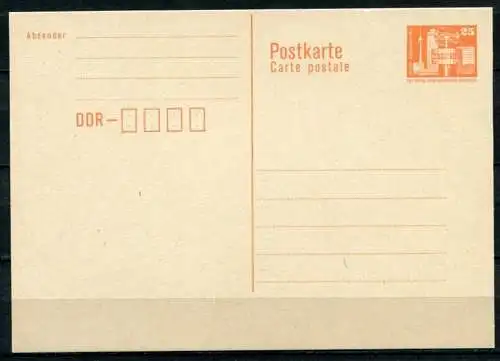 Absender
Postkarte
Carte postale
25
DDR –